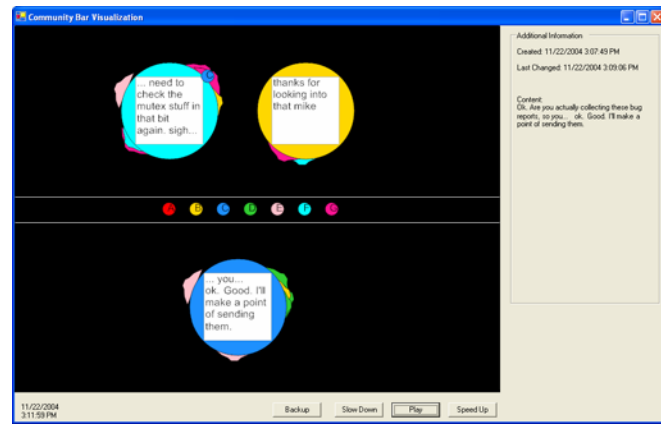 Community Bar Visualization
Additional Information
Created: 11/22/2004 3:07:49 PM
Last Changed: 11/22/2004 3:09:06 PM
Content:
Ok. Are you actually collecting these bug
reports, so you... ok. Good. I'll make a
point of sending them.
... need to
check the
mutex stuff in
that bit
again. sigh...
C
thanks for
looking into
that mike
A B C D E F G
... you...
ok. Good. I'll
make a point
of sending
them.
11/22/2004
3:11:59 PM
Backup
Slow Down
Play
Speed Up